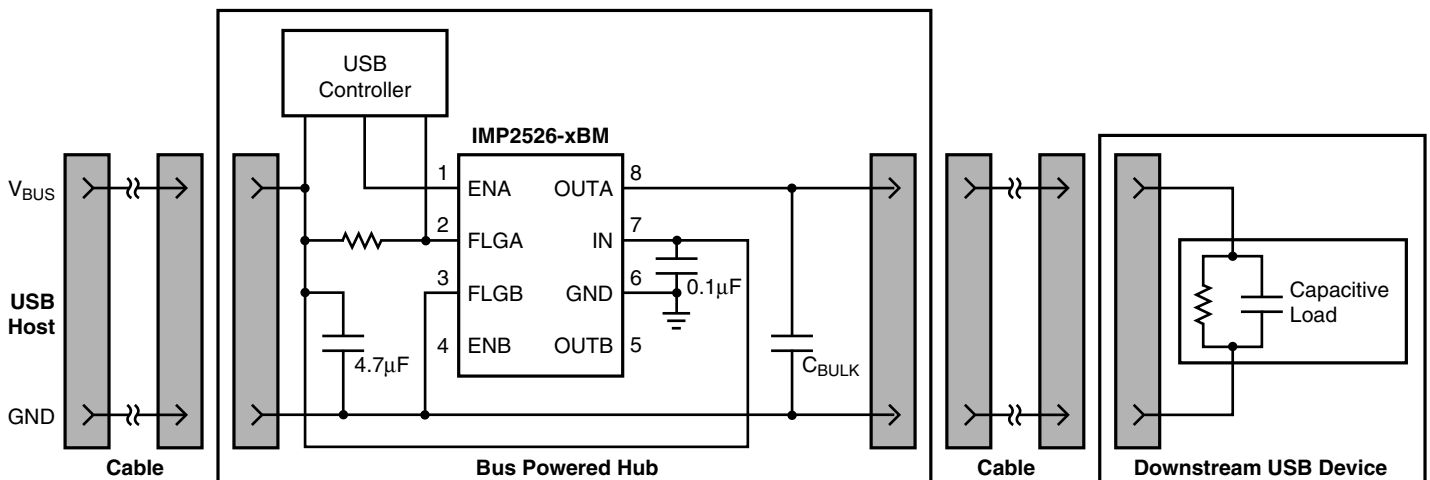 USB
Controller
IMP2526-xBM
VBUS
1 ENA OUTA 8
2 FLGA IN 7
3 FLGB GND 6
0.1μF
4 ENB OUTB 5
USB
Host
4.7μF
CBULK
Capacitive
Load
GND
Cable
Bus Powered Hub
Cable
Downstream USB Device